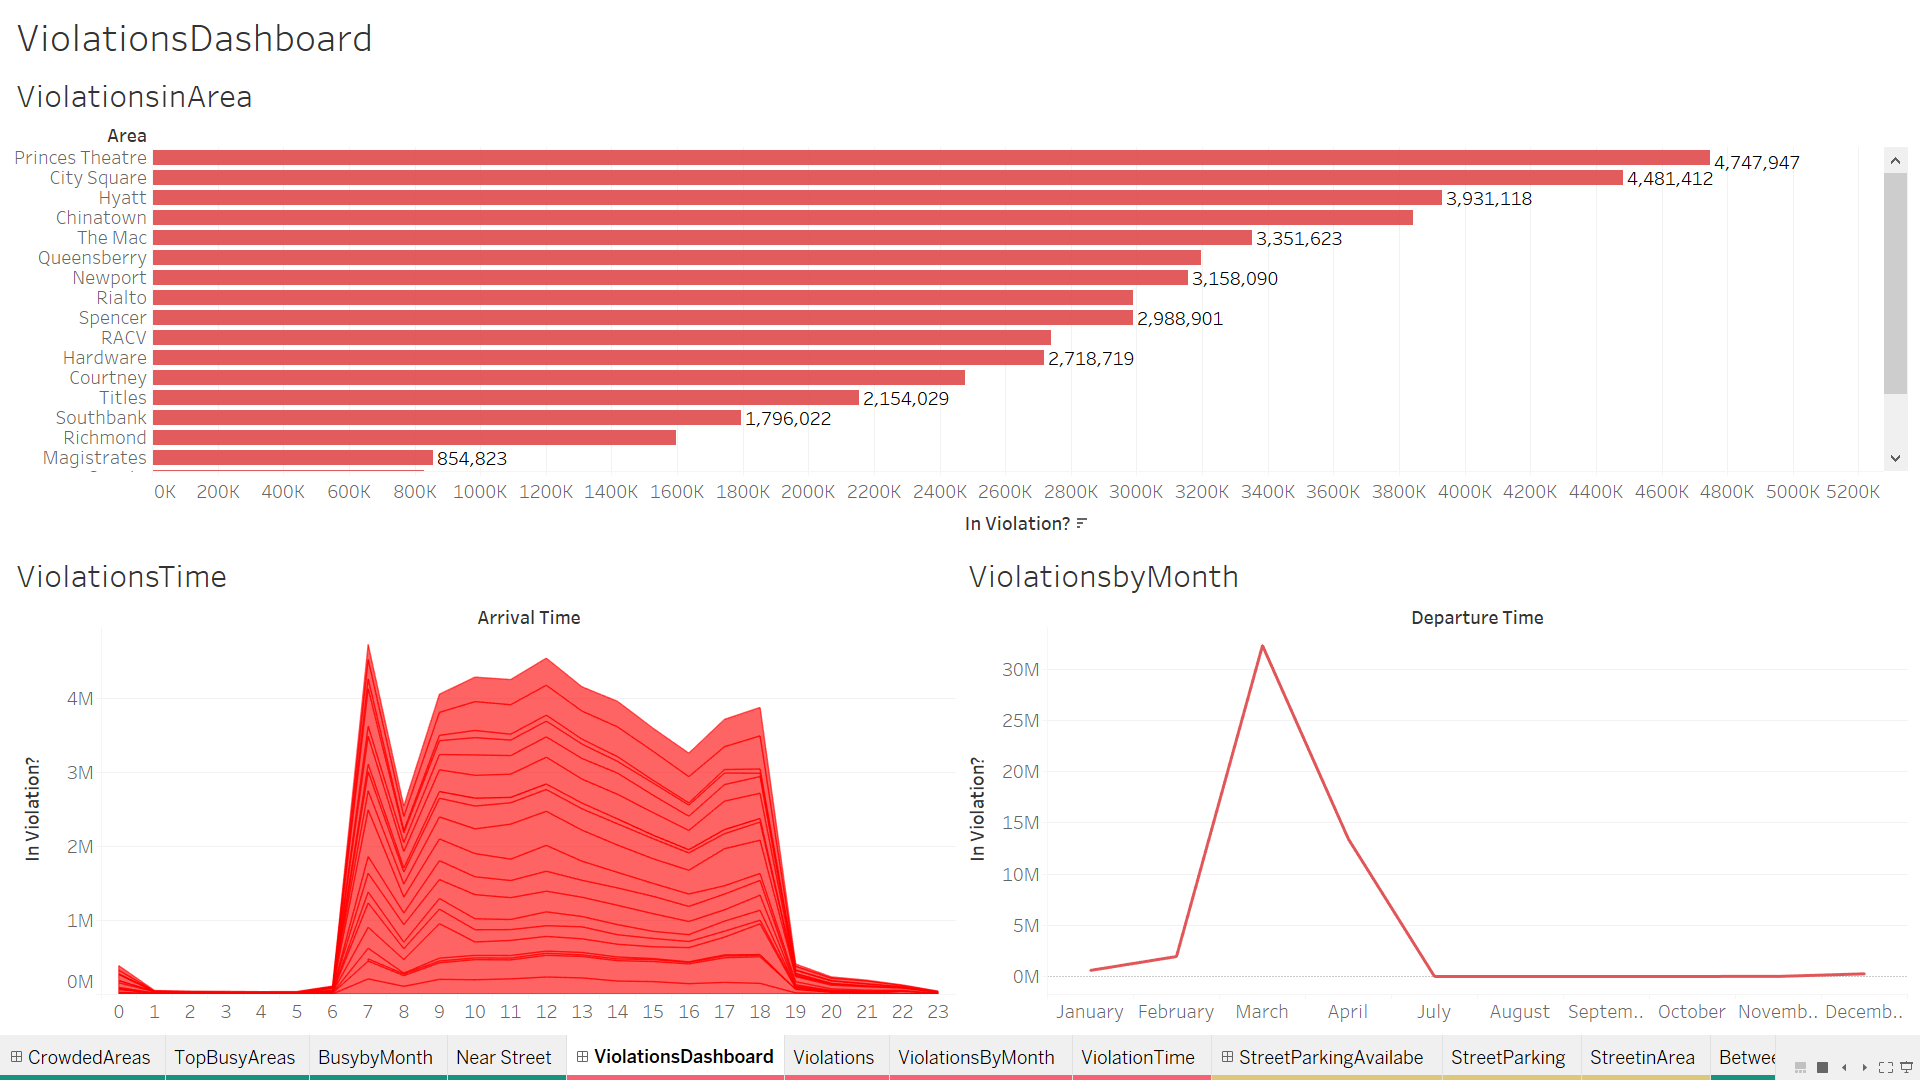 ViolationsDashboard
ViolationsinArea
Area
Princes Theatre 4,747,947
City Square 4,481,412
Hyatt 3,931,118
Chinatown
The Mac 3,351,623
Queensberry
Newport 3,158,090
Rialto
Spencer 2,988,901
RACV
Hardware 2,718,719
Courtney
Titles 2,154,029
Southbank 1,796,022
Richmond
Magistrates 854,823
0K 200K 400K 600K 800K 1000K 1200K 1400K 1600K 1800K 2000K 2200K 2400K 2600K 2800K 3000K 3200K 3400K 3600K 3800K 4000K 4200K 4400K 4600K 4800K 5000K 5200K
In Violation?
ViolationsTime
Arrival Time
In Violation?
4M
3M
2M
1M
0M
0 1 2 3 4 5 6 7 8 9 10 11 12 13 14 15 16 17 18 19 20 21 22 23
ViolationsbyMonth
Departure Time
In Violation?
30M
25M
20M
15M
10M
5M
0M
January February March April July August Septem.. October Novemb.. Decemb..
CrowdedAreas TopBusyAreas BusybyMonth Near Street ViolationsDashboard Violations ViolationsByMonth ViolationTime StreetParkingAvailabe StreetParking StreetinArea Betwee